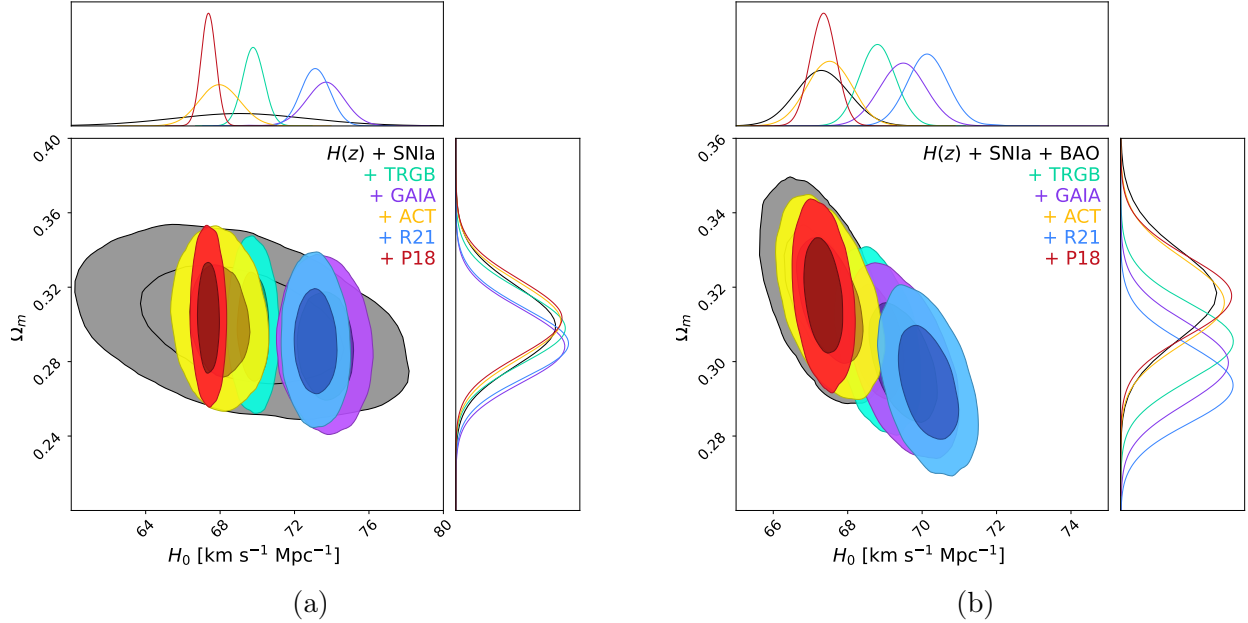 H(z) + SNIa
+ TRGB
+ GAIA
+ ACT
+ R21
+ P18
0.40
0.36
0.32
0.28
0.24
Ωₘ
64 68 72 76 80
H₀ [km s⁻¹ Mpc⁻¹]
(a)
H(z) + SNIa + BAO
+ TRGB
+ GAIA
+ ACT
+ R21
+ P18
0.36
0.34
0.32
0.30
0.28
Ωₘ
66 68 70 72 74
H₀ [km s⁻¹ Mpc⁻¹]
(b)